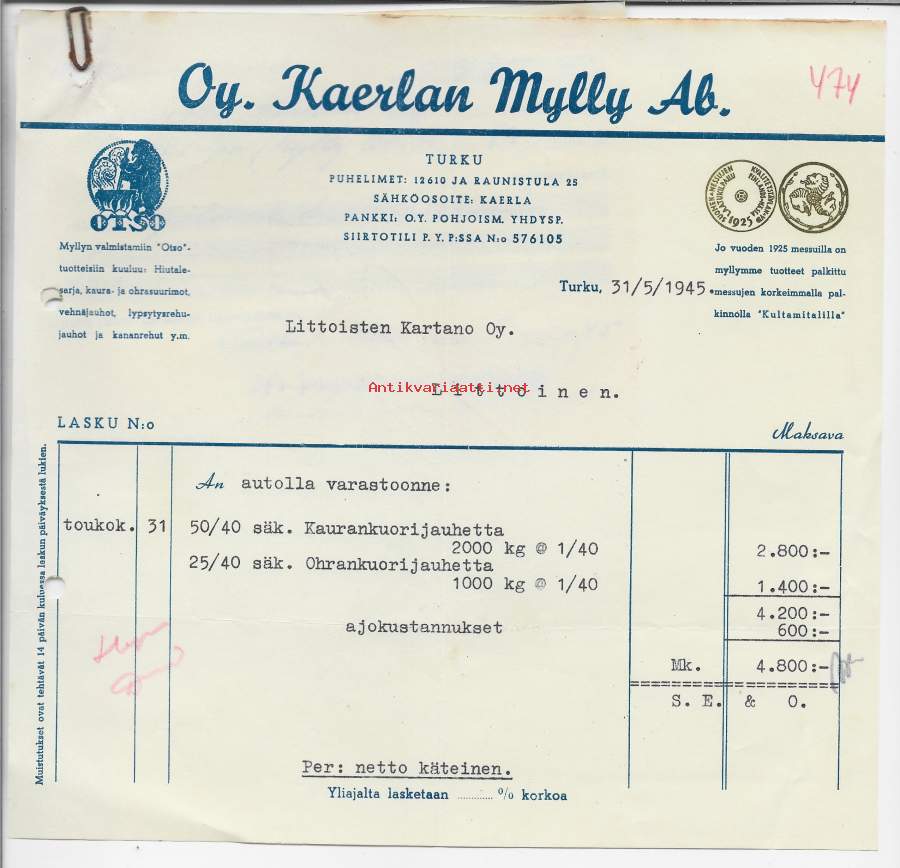 Oy. Kaerlan Mylly Ab.
474
OTSO
Myllyn valmistamiin "Otso"-
tuotteisiin kuuluu: Hiutale-
sarja, kaura- ja ohrasuurimot,
vehnäjauhot, lypsytysrehu-
jauhot ja kananrehut y.m.
TURKU
PUHELIMET: 12610 JA RAUNISTULA 25
SÄHKÖOSOITE: KAERLA
PANKKI: O.Y. POHJOISM. YHDYSP.
SIIRTOTILI P. Y. P:SSA N:o 576105
1925
Jo vuoden 1925 messuilla on
myllymme tuotteet palkittu
messujen korkeimmalla pal-
kinnolla "Kultamitalilla"
Turku, 31/5/1945.
Littoisten Kartano Oy.
Antikvariaatti.net
Littoinen.
LASKU N:o
Maksava
Muistutukset ovat tehtävät 14 päivän kuluessa laskun päiväyksestä lukien.
An autolla varastoonne:
toukok. 31 50/40 säk. Kaurankuorijauhetta
2000 kg @ 1/40 2.800:-
25/40 säk. Ohrankuorijauhetta
1000 kg @ 1/40 1.400:-
4.200:-
ajokustannukset 600:-
Mk. 4.800:-
S. E. & O.
Per: netto käteinen.
Yliajalta lasketaan ............ % korkoa